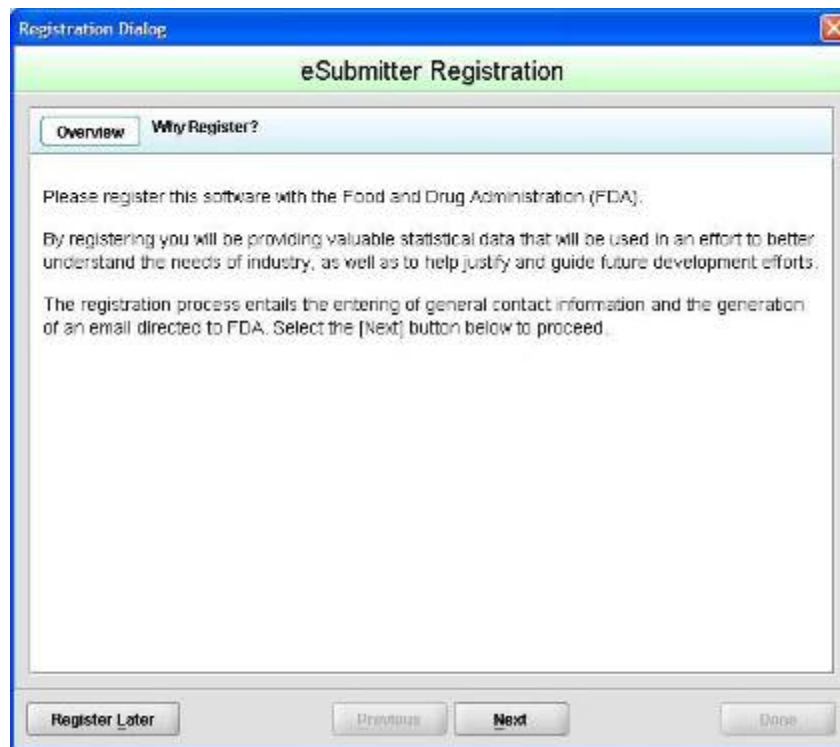 Registration Dialog
eSubmitter Registration
Overview Why Register?
Please register this software with the Food and Drug Administration (FDA).
By registering you will be providing valuable statistical data that will be used in an effort to better
understand the needs of industry, as well as to help justify and guide future development efforts.
The registration process entails the entering of general contact information and the generation
of an email directed to FDA. Select the [Next] button below to proceed.
Register Later Previous Next Done